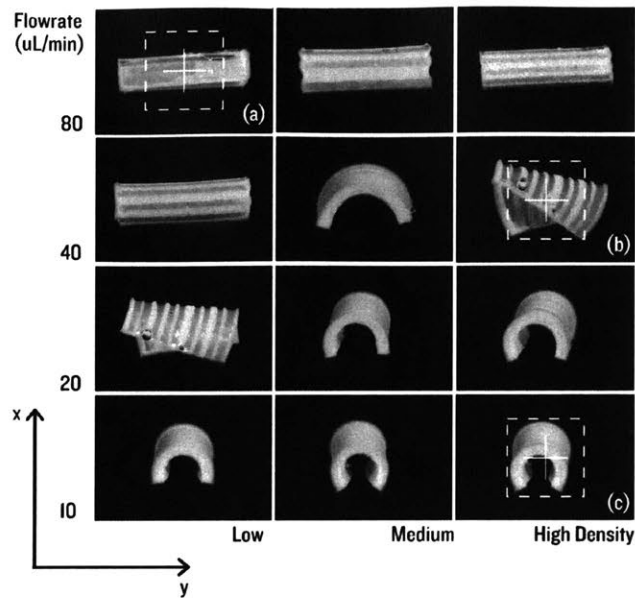 Flowrate
(uL/min)
80
(a)
40
(b)
20
x
10
(c)
Low
Medium
High Density
y